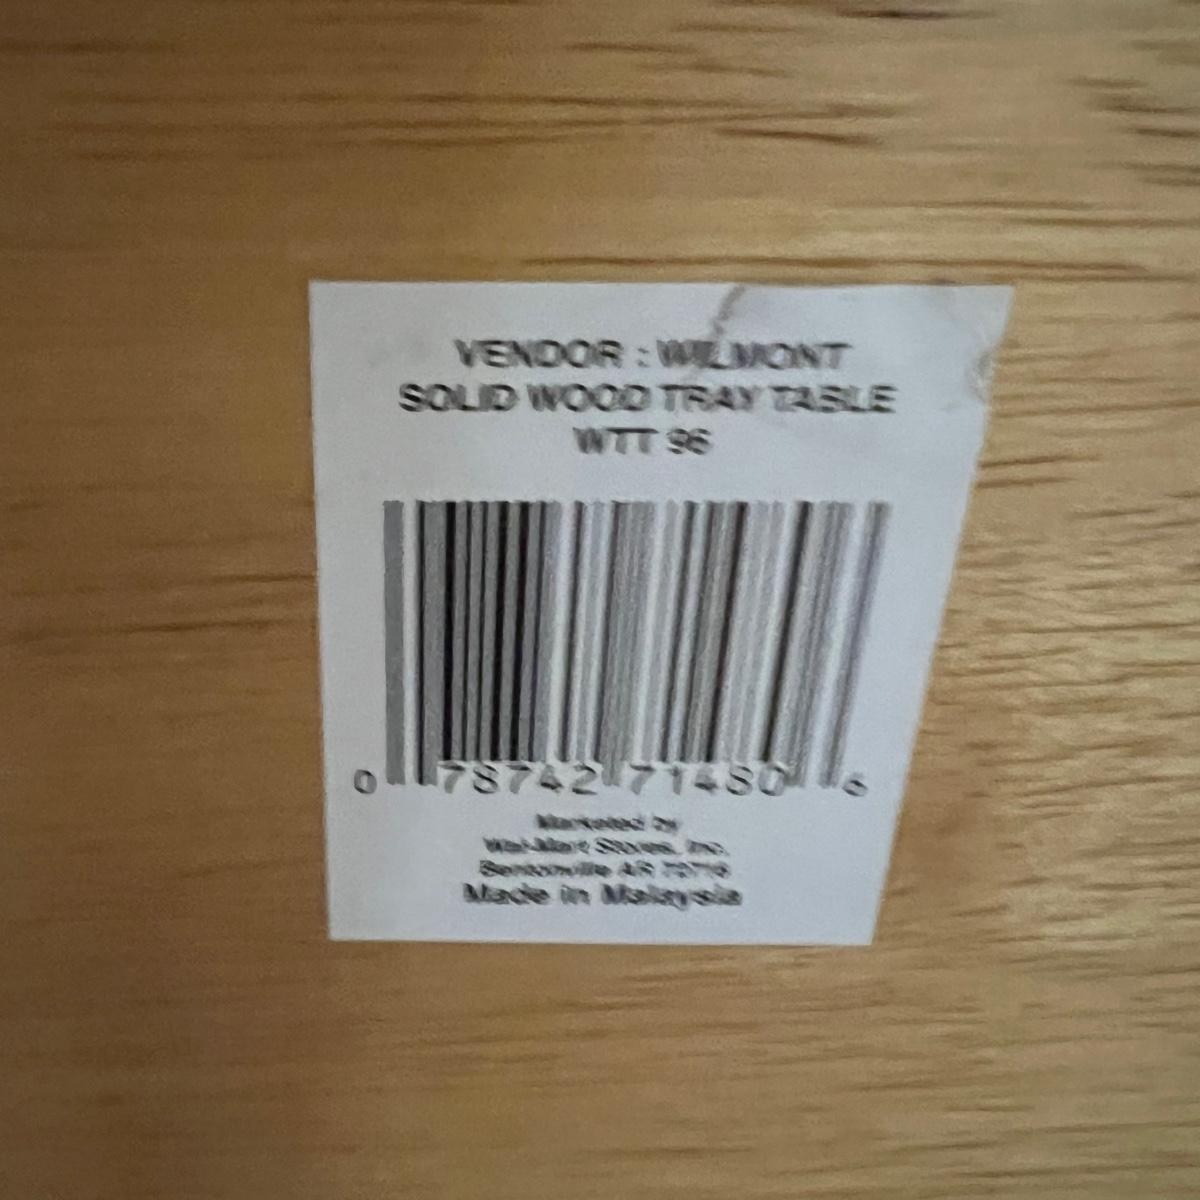 VENDOR : WILMONT
SOLID WOOD TRAY TABLE
WTT 96
0 78742 71480 6
Marketed by
Wal-Mart Stores, Inc.
Bentonville AR 72716
Made in Malaysia